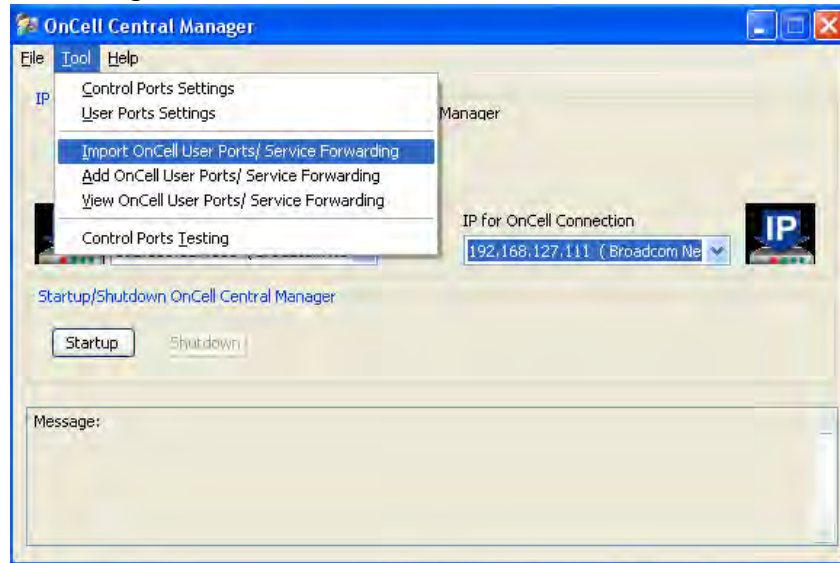 OnCell Central Manager
File Tool Help
Control Ports Settings
User Ports Settings
Import OnCell User Ports/ Service Forwarding
Add OnCell User Ports/ Service Forwarding
View OnCell User Ports/ Service Forwarding
Control Ports Testing
IP
Manager
IP for OnCell Connection
192.168.127.111 ( Broadcom Ne
IP
Startup/Shutdown OnCell Central Manager
Startup Shutdown
Message: